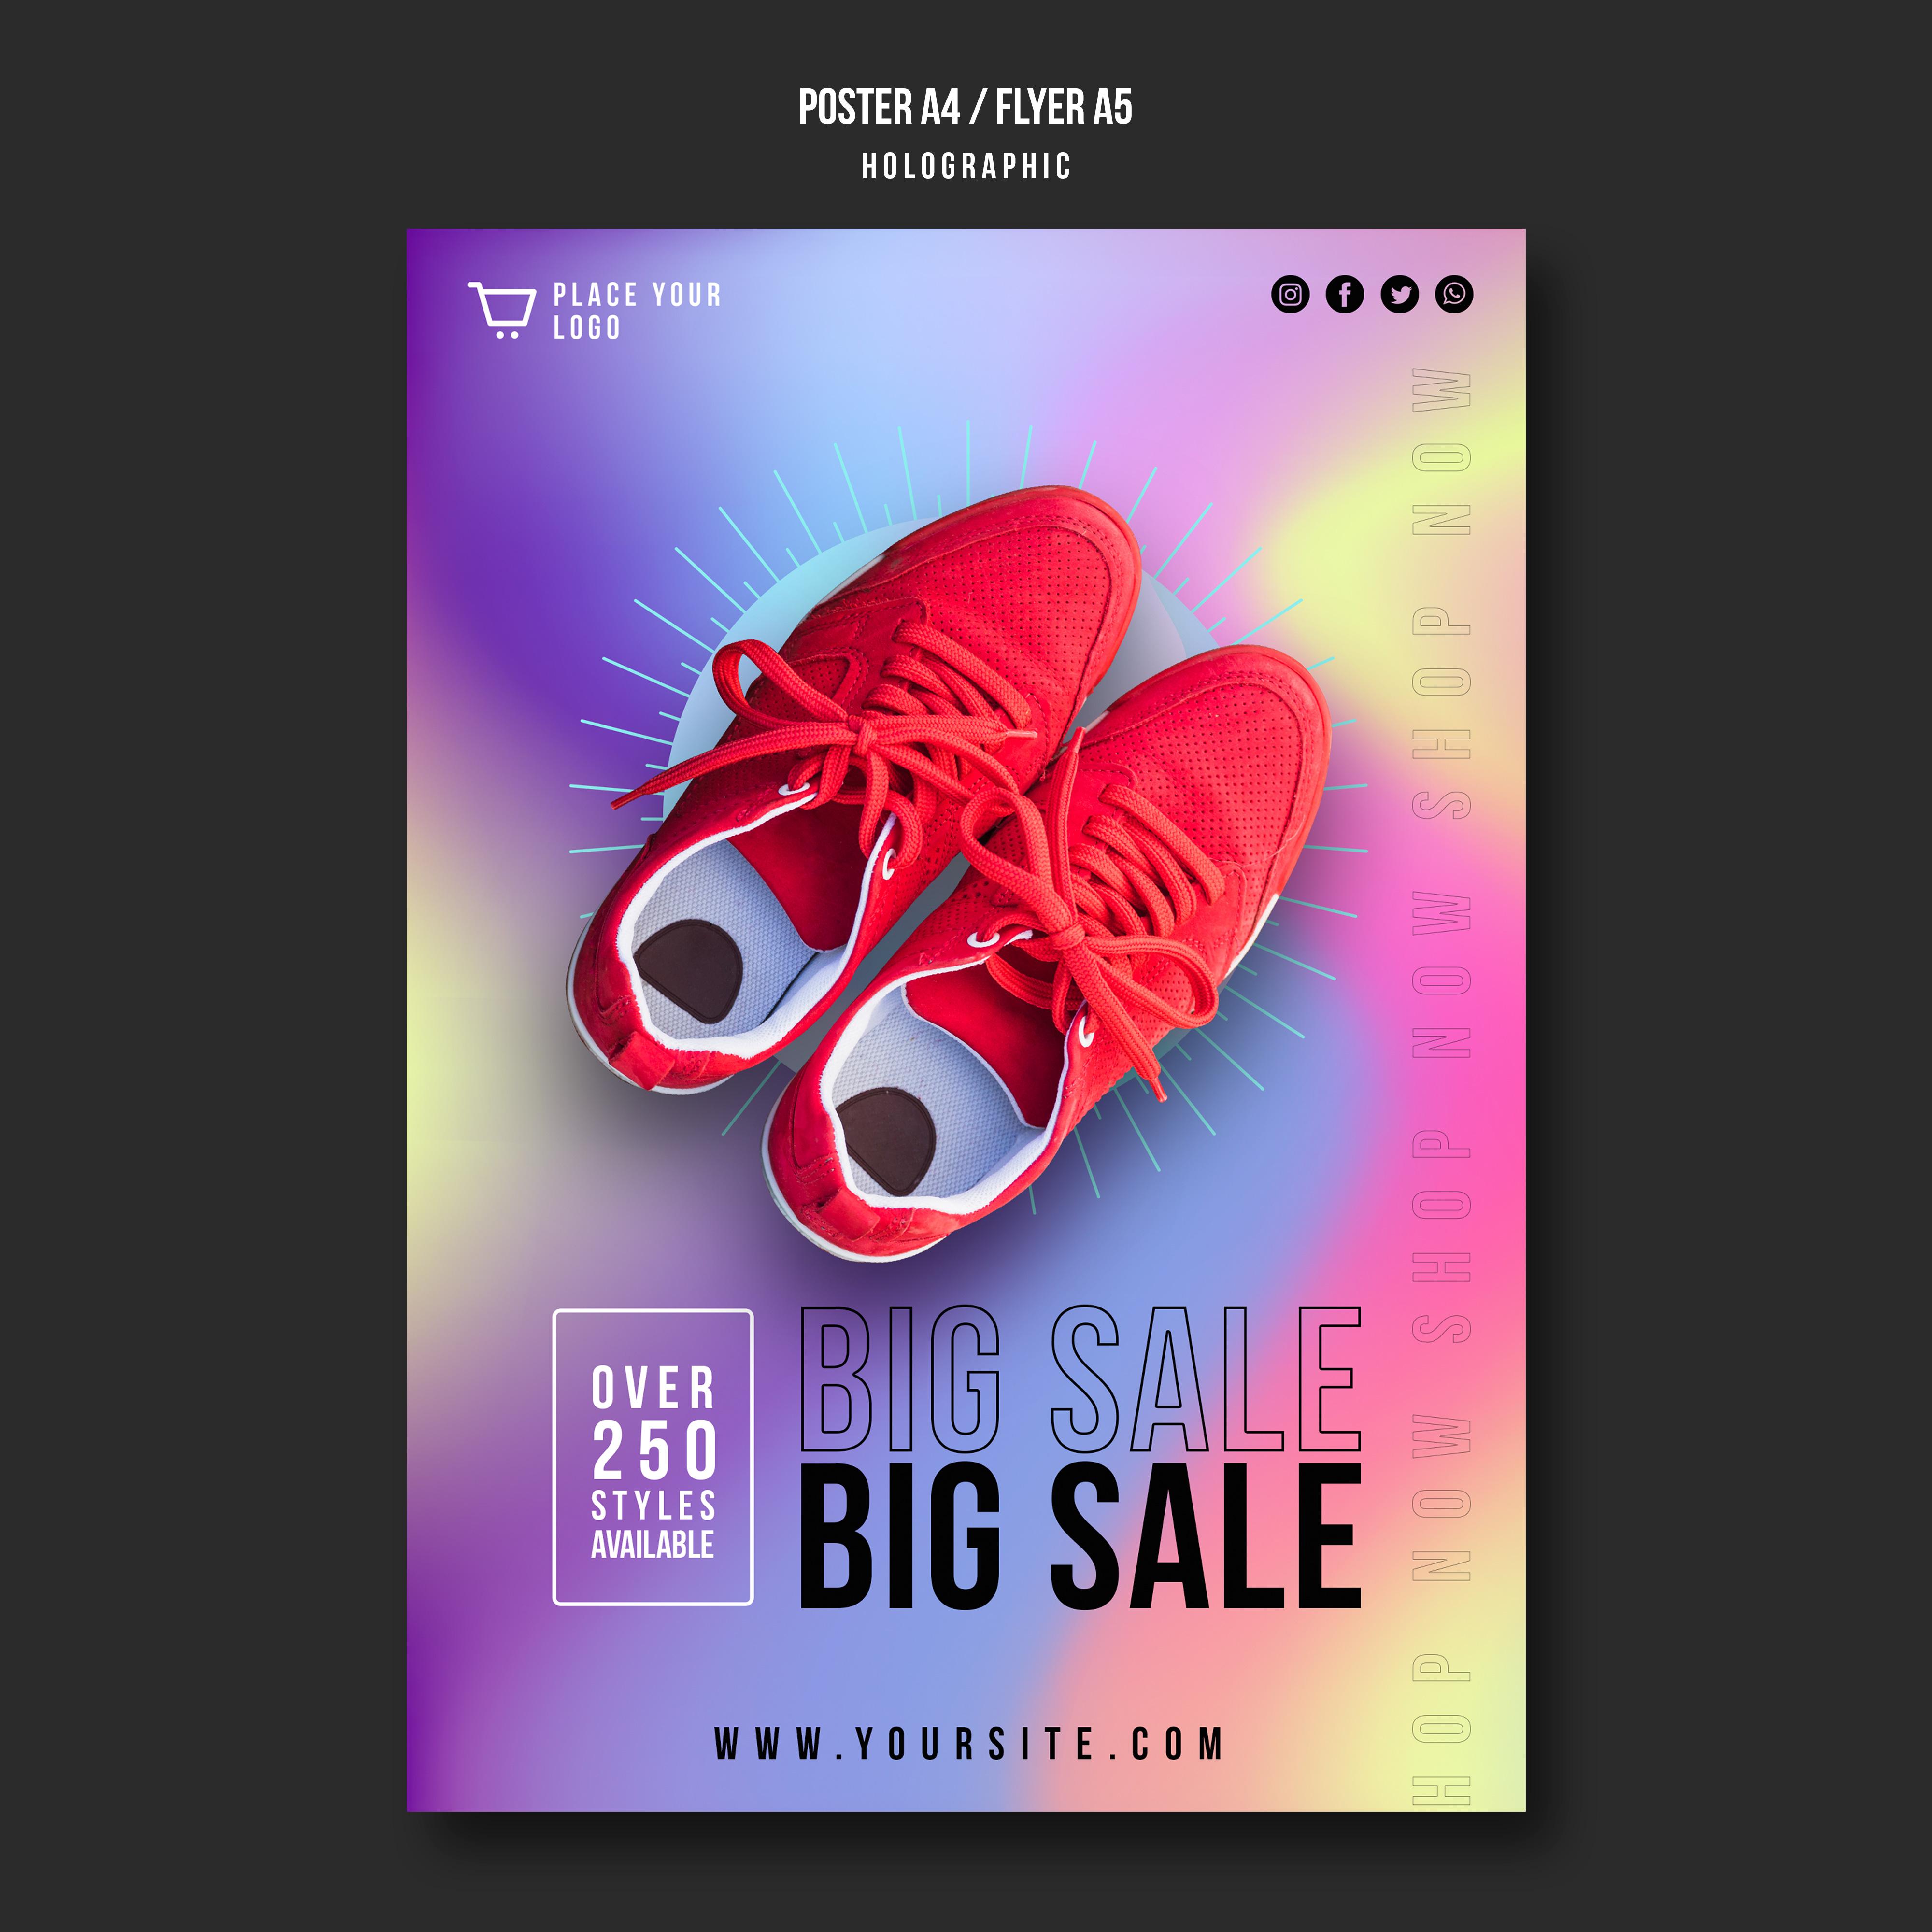 POSTER A4 / FLYER A5
HOLOGRAPHIC
PLACE YOUR
LOGO
BIG SALE
BIG SALE
OVER
250
STYLES
AVAILABLE
WWW.YOURSITE.COM
HOP NOW SHOP NOW SHOP NOW SHOP NOW